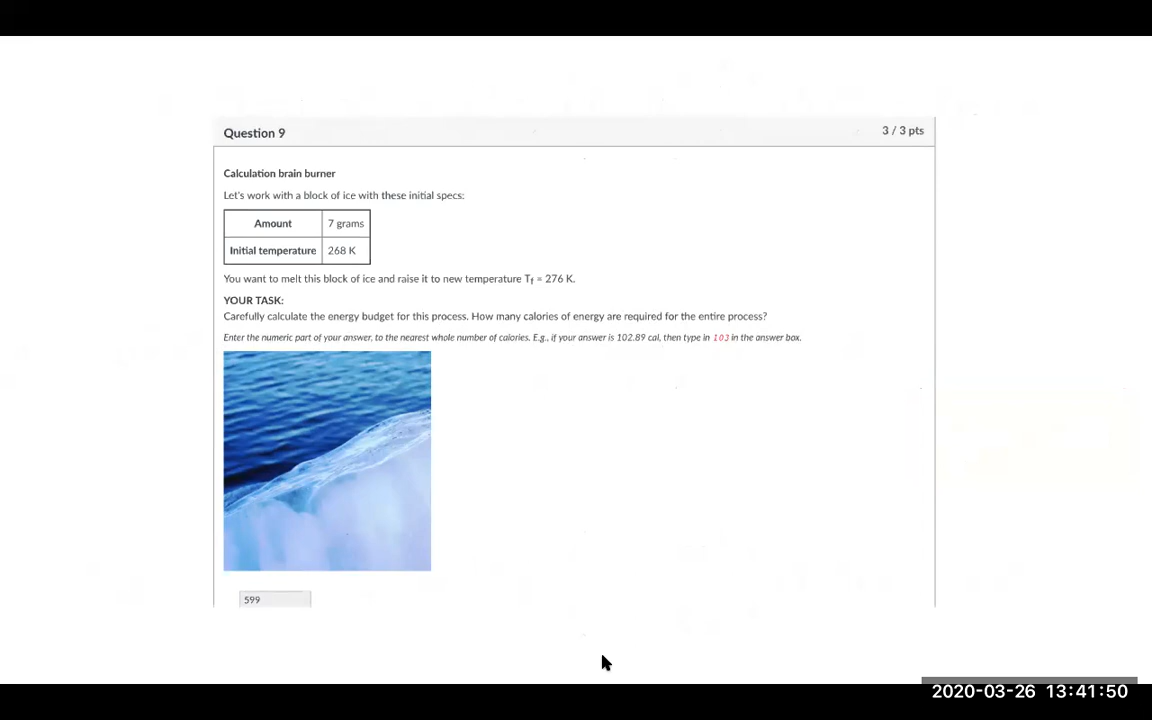 Question 9
3 / 3 pts
Calculation brain burner
Let's work with a block of ice with these initial specs:
Amount 7 grams
Initial temperature 268 K
You want to melt this block of ice and raise it to new temperature Tf = 276 K.
YOUR TASK:
Carefully calculate the energy budget for this process. How many calories of energy are required for the entire process?
Enter the numeric part of your answer, to the nearest whole number of calories. E.g., if your answer is 102.89 cal, then type in 103 in the answer box.
599
2020-03-26 13:41:50